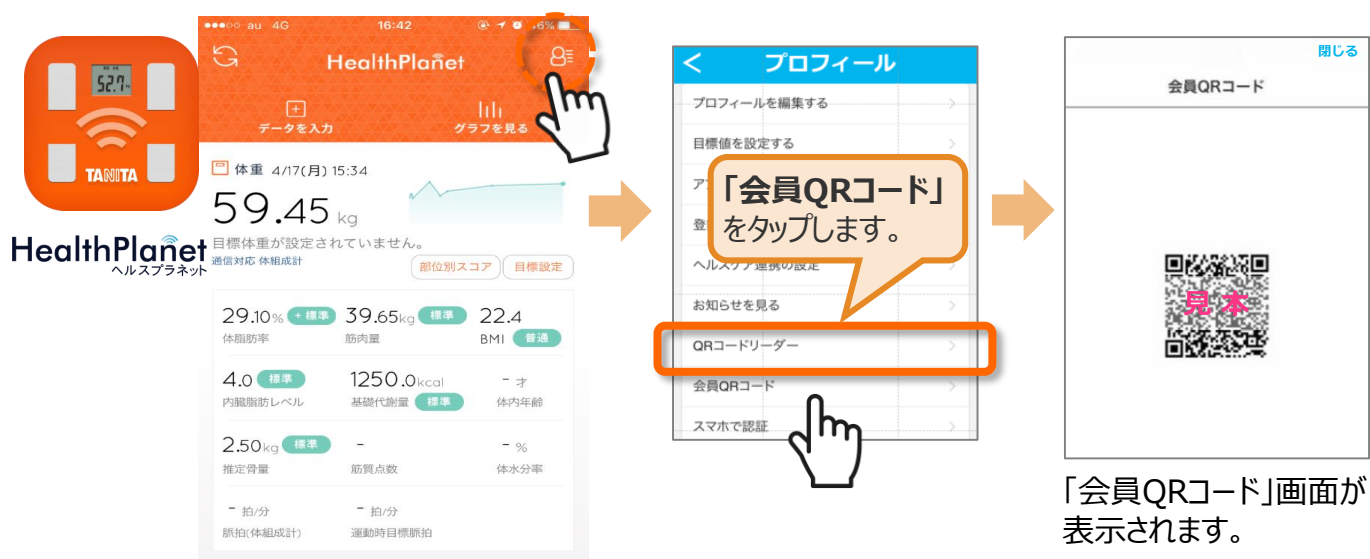 52.7
TANITA
HealthPlanet
ヘルスプラネット
au 4G 16:42
HealthPlanet
データを入力 グラフを見る
体重 4/17(月) 15:34
59.45 kg
目標体重が設定されていません。
通信対応 体組成計
部位別スコア 目標設定
29.10% +標準 39.65kg 標準 22.4
体脂肪率 筋肉量 BMI 普通
4.0 標準 1250.0kcal - 才
内臓脂肪レベル 基礎代謝量 標準 体内年齢
2.50kg 標準 - - %
推定骨量 筋質点数 体水分率
- 拍/分 - 拍/分
脈拍(体組成計) 運動時目標脈拍
< プロフィール
プロフィールを編集する >
目標値を設定する >
「会員QRコード」
をタップします。
ヘルスケア連携の設定 >
お知らせを見る >
QRコードリーダー >
会員QRコード >
スマホで認証 >
閉じる
会員QRコード
見本
「会員QRコード」画面が
表示されます。